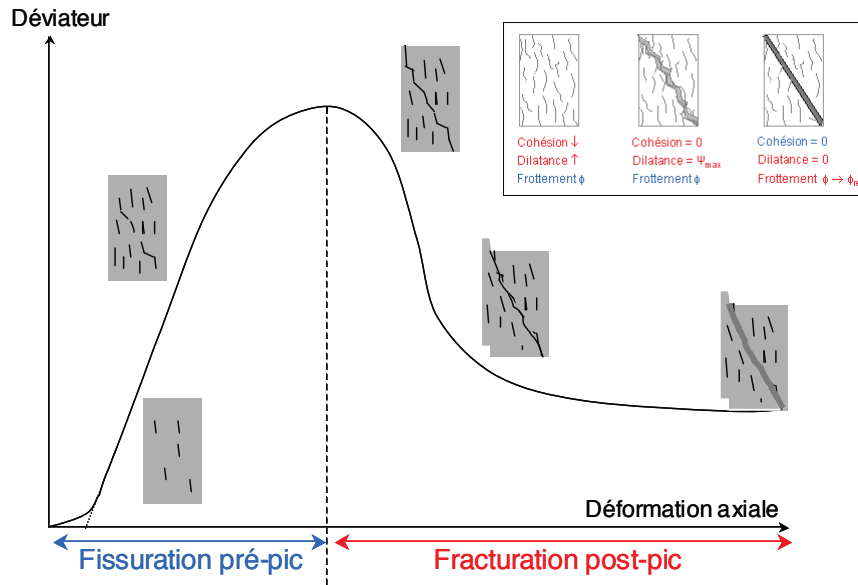 Déviateur
Cohésion ↓
Dilatance ↑
Frottement ϕ
Cohésion = 0
Dilatance = Ψmax
Frottement ϕ
Cohésion = 0
Dilatance = 0
Frottement ϕ → ϕre
Déformation axiale
Fissuration pré-pic
Fracturation post-pic